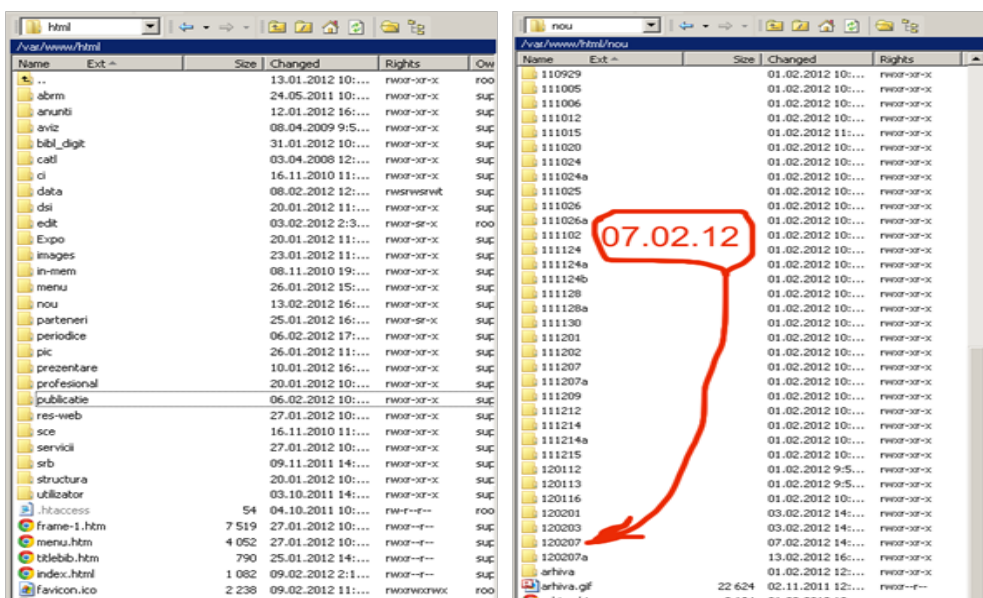 html
/var/www/html
Name Ext Size Changed Rights Ow
.. 13.01.2012 10:... rwxr-xr-x roo
abrm 24.05.2011 10:... rwxr-xr-x sup
anunti 12.01.2012 16:... rwxr-xr-x sup
aviz 08.04.2009 9:5... rwxr-xr-x sup
bibl_digit 31.01.2012 10:... rwxr-xr-x sup
catl 03.04.2008 12:... rwxr-xr-x sup
ci 16.11.2010 11:... rwxr-xr-x sup
data 08.02.2012 12:... rwsrwsrwt sup
dsi 20.01.2012 11:... rwxr-xr-x sup
edit 03.02.2012 2:3... rwxr-sr-x roo
Expo 20.01.2012 11:... rwxr-xr-x sup
images 23.01.2012 11:... rwxr-xr-x sup
in-mem 08.11.2010 19:... rwxr-xr-x sup
menu 26.01.2012 15:... rwxr-xr-x sup
nou 13.02.2012 16:... rwxr-xr-x sup
parteneri 25.01.2012 16:... rwxr-sr-x sup
periodice 06.02.2012 17:... rwxr-xr-x sup
pic 26.01.2012 11:... rwxr-xr-x sup
prezentare 10.01.2012 16:... rwxr-xr-x sup
profesional 20.01.2012 10:... rwxr-xr-x sup
publicatie 06.02.2012 10:... rwxr-xr-x sup
res-web 27.01.2012 10:... rwxr-xr-x sup
sce 16.11.2010 11:... rwxr-xr-x sup
servicii 27.01.2012 10:... rwxr-xr-x sup
srb 09.11.2011 14:... rwxr-xr-x sup
structura 20.01.2012 10:... rwxr-xr-x sup
utilizator 03.10.2011 14:... rwxr-xr-x sup
.htaccess 54 04.10.2011 10:... rw-r--r-- roo
frame-1.htm 7 519 27.01.2012 10:... rwxr--r-- sup
menu.htm 4 052 27.01.2012 10:... rwxr--r-- sup
titlebib.htm 790 25.01.2012 14:... rwxr--r-- sup
index.html 1 082 09.02.2012 2:1... rwxr--r-- sup
favicon.ico 2 238 09.02.2012 11:... rwxrwxrwx roo
nou
/var/www/html/nou
Name Ext Size Changed Rights
110929 01.02.2012 10:... rwxr-xr-x
111005 01.02.2012 10:... rwxr-xr-x
111006 01.02.2012 10:... rwxr-xr-x
111012 01.02.2012 10:... rwxr-xr-x
111015 01.02.2012 11:... rwxr-xr-x
111020 01.02.2012 10:... rwxr-xr-x
111024 01.02.2012 10:... rwxr-xr-x
111024a 01.02.2012 10:... rwxr-xr-x
111025 01.02.2012 10:... rwxr-xr-x
111026 01.02.2012 10:... rwxr-xr-x
111026a 01.02.2012 10:... rwxr-xr-x
111102 01.02.2012 10:... rwxr-xr-x
07.02.12
111124 01.02.2012 10:... rwxr-xr-x
111124a 01.02.2012 10:... rwxr-xr-x
111124b 01.02.2012 10:... rwxr-xr-x
111128 01.02.2012 10:... rwxr-xr-x
111128a 01.02.2012 10:... rwxr-xr-x
111130 01.02.2012 10:... rwxr-xr-x
111201 01.02.2012 10:... rwxr-xr-x
111202 01.02.2012 10:... rwxr-xr-x
111207 01.02.2012 10:... rwxr-xr-x
111207a 01.02.2012 10:... rwxr-xr-x
111209 01.02.2012 10:... rwxr-xr-x
111212 01.02.2012 10:... rwxr-xr-x
111214 01.02.2012 10:... rwxr-xr-x
111214a 01.02.2012 10:... rwxr-xr-x
111215 01.02.2012 10:... rwxr-xr-x
120112 01.02.2012 9:5... rwxr-xr-x
120113 01.02.2012 9:5... rwxr-xr-x
120116 01.02.2012 10:... rwxr-xr-x
120201 03.02.2012 14:... rwxr-xr-x
120203 03.02.2012 14:... rwxr-xr-x
120207 07.02.2012 14:... rwxr-xr-x
120207a 13.02.2012 16:... rwxr-xr-x
arhiva 01.02.2012 12:... rwxr-xr-x
arhiva.gif 22 624 02.11.2011 12:... rwxr--r--